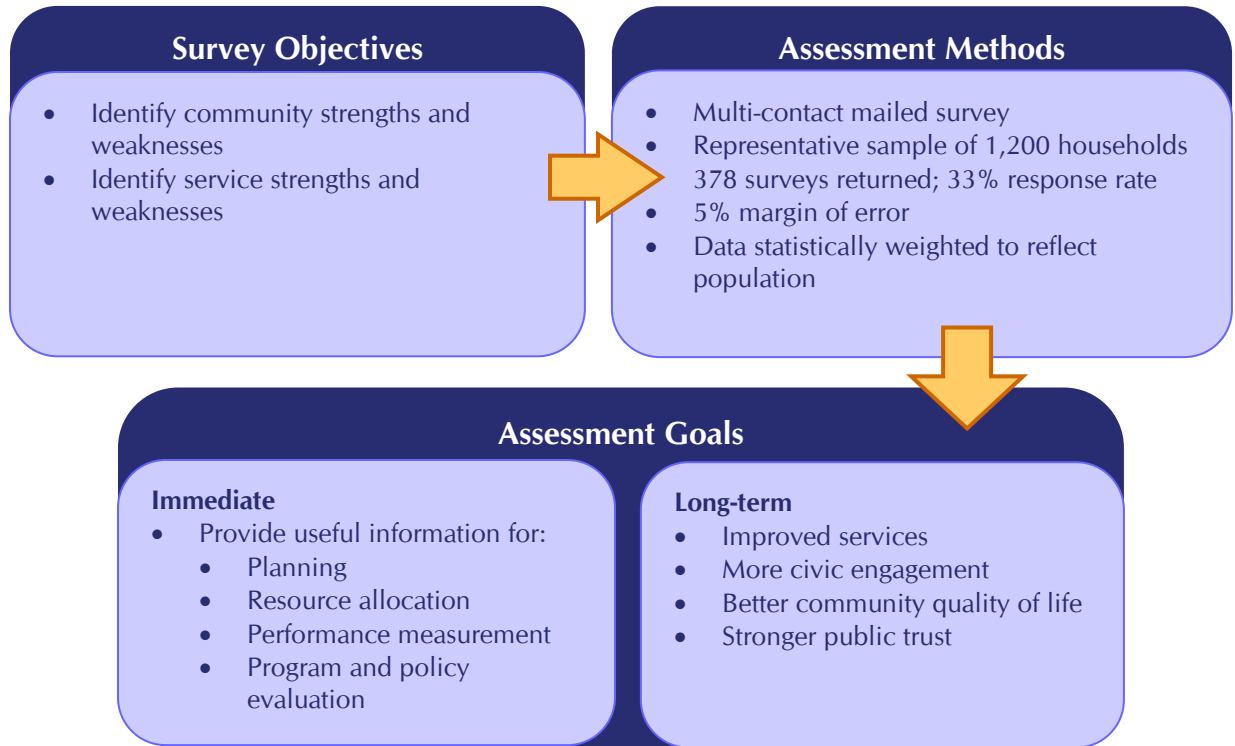 Survey Objectives
• Identify community strengths and
weaknesses
• Identify service strengths and
weaknesses
Assessment Methods
• Multi-contact mailed survey
• Representative sample of 1,200 households
378 surveys returned; 33% response rate
• 5% margin of error
• Data statistically weighted to reflect
population
Assessment Goals
Immediate
• Provide useful information for:
• Planning
• Resource allocation
• Performance measurement
• Program and policy
evaluation
Long-term
• Improved services
• More civic engagement
• Better community quality of life
• Stronger public trust